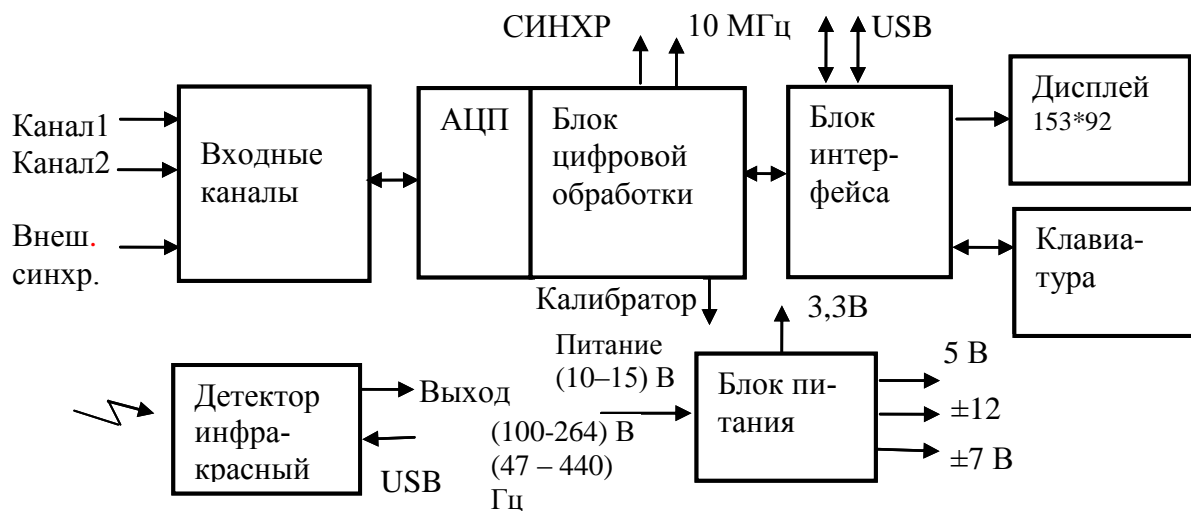 СИНХР
10 МГц
USB
Канал1
Канал2
Внеш.
синхр.
Входные
каналы
АЦП
Блок
цифровой
обработки
Блок
интер-
фейса
Дисплей
153*92
Клавиа-
тура
Калибратор
3,3В
Питание
(10–15) В
Блок пи-
тания
5 В
±12
±7 В
Детектор
инфра-
красный
Выход
USB
(100-264) В
(47 – 440)
Гц